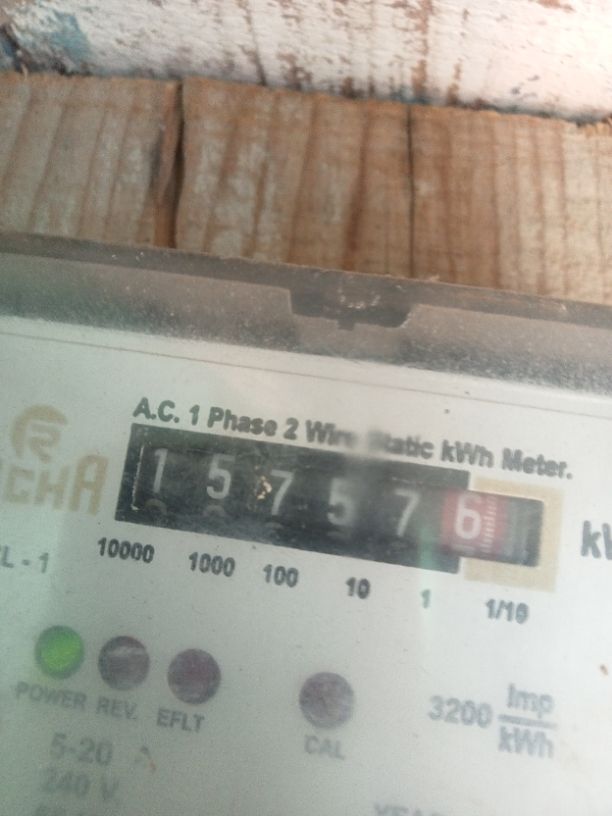 A.C. 1 Phase 2 Wire Static kWh Meter.
1 5 7 5 7 6
10000 1000 100 10 1 1/10
POWER REV. EFLT CAL
3200 Imp
kWh
5-20 A
240 V